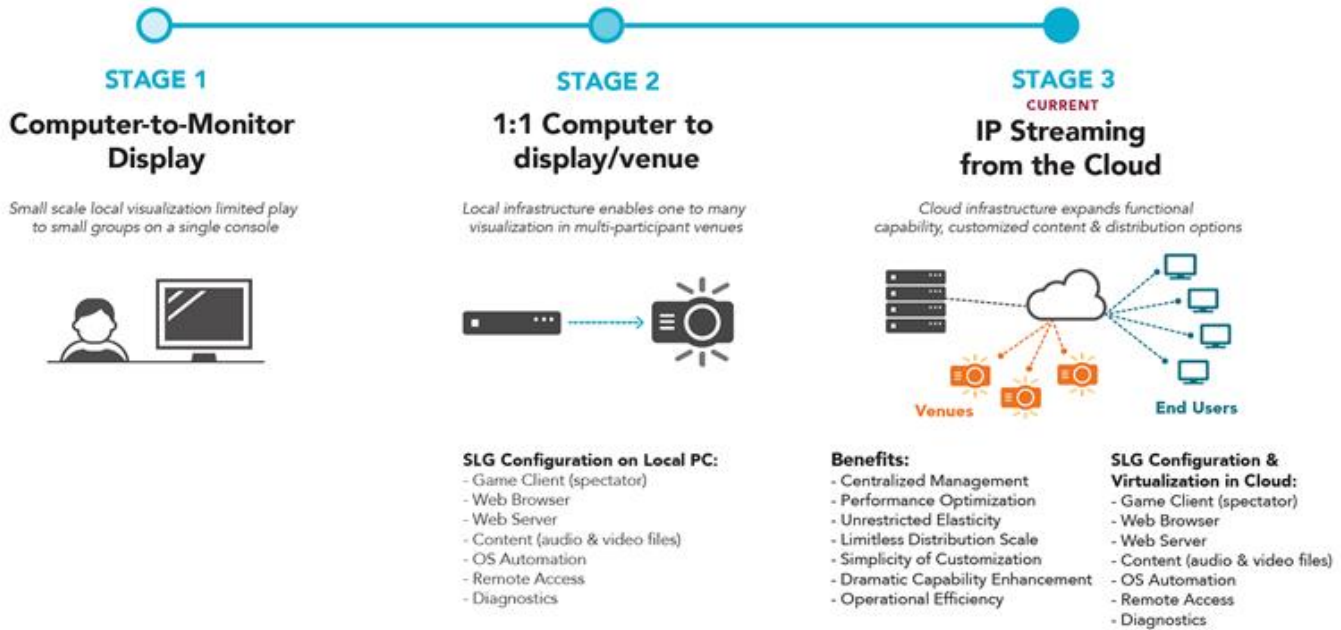 STAGE 1
Computer-to-Monitor
Display
Small scale local visualization limited play
to small groups on a single console
STAGE 2
1:1 Computer to
display/venue
Local infrastructure enables one to many
visualization in multi-participant venues
SLG Configuration on Local PC:
- Game Client (spectator)
- Web Browser
- Web Server
- Content (audio & video files)
- OS Automation
- Remote Access
- Diagnostics
STAGE 3
CURRENT
IP Streaming
from the Cloud
Cloud infrastructure expands functional
capability, customized content & distribution options
Venues
End Users
Benefits:
- Centralized Management
- Performance Optimization
- Unrestricted Elasticity
- Limitless Distribution Scale
- Simplicity of Customization
- Dramatic Capability Enhancement
- Operational Efficiency
SLG Configuration &
Virtualization in Cloud:
- Game Client (spectator)
- Web Browser
- Web Server
- Content (audio & video files)
- OS Automation
- Remote Access
- Diagnostics